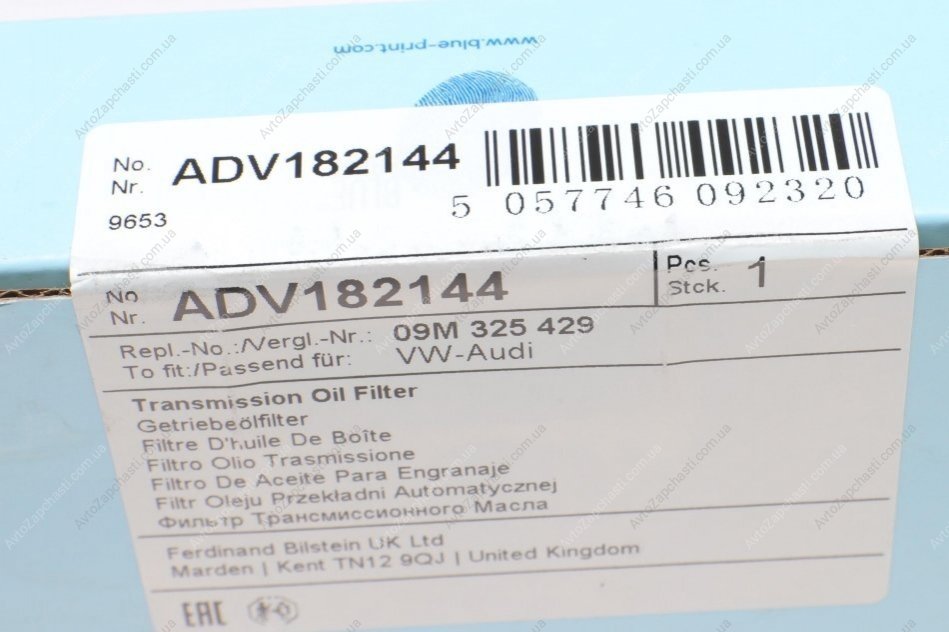 www.blue-print.com
No.
Nr. ADV182144
9653
5 057746 092320
No
Nr. ADV182144
Pcs.
Stck. 1
Repl.-No.:/Vergl.-Nr.: 09M 325 429
To fit:/Passend für: VW-Audi
Transmission Oil Filter
Getriebeölfilter
Filtre D'huile De Boîte
Filtro Olio Trasmissione
Filtro De Aceite Para Engranaje
Filtr Oleju Przekładni Automatycznej
Фильтр Трансмиссионного Масла
Ferdinand Bilstein UK Ltd
Marden | Kent TN12 9QJ | United Kingdom
EAC
AvtoZapchasti.com.ua